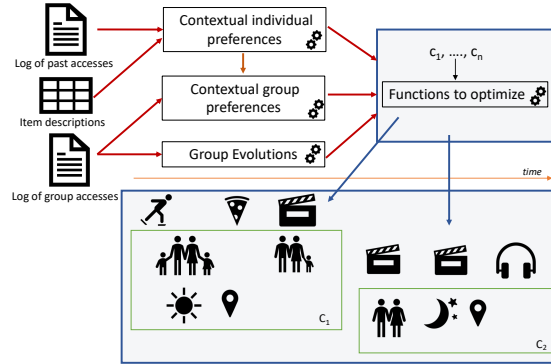 Contextual individual
preferences
Log of past accesses
c1, …., cn
Contextual group
preferences
Functions to optimize
Item descriptions
Group Evolutions
Log of group accesses
time
C1
C2